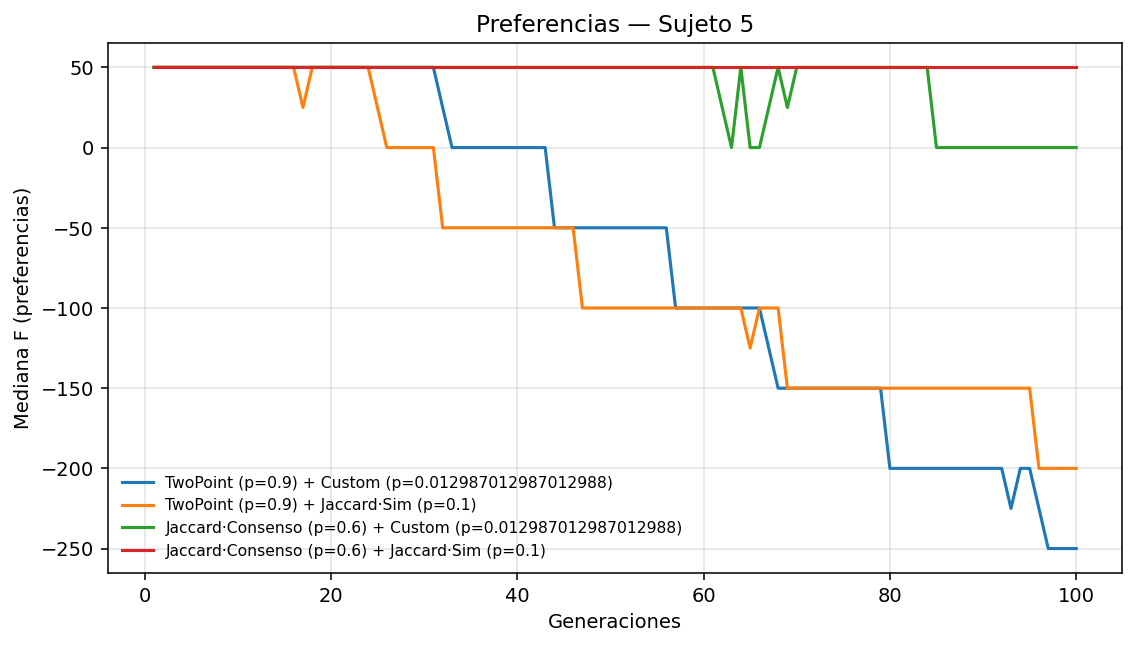 Preferencias — Sujeto 5
Mediana F (preferencias)
50
0
−50
−100
−150
−200
−250
TwoPoint (p=0.9) + Custom (p=0.012987012987012988)
TwoPoint (p=0.9) + Jaccard·Sim (p=0.1)
Jaccard·Consenso (p=0.6) + Custom (p=0.012987012987012988)
Jaccard·Consenso (p=0.6) + Jaccard·Sim (p=0.1)
0 20 40 60 80 100
Generaciones